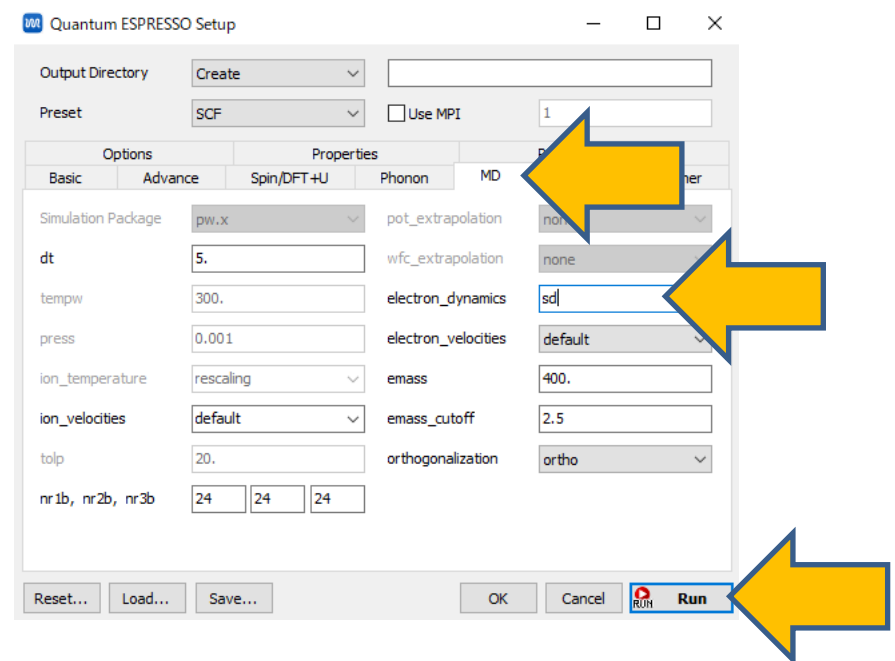 Quantum ESPRESSO Setup
Output Directory Create
Preset SCF Use MPI 1
Options Properties
Basic Advance Spin/DFT+U Phonon MD
Simulation Package pw.x pot_extrapolation
dt 5. wfc_extrapolation none
tempw 300. electron_dynamics sd
press 0.001 electron_velocities default
ion_temperature rescaling emass 400.
ion_velocities default emass_cutoff 2.5
tolp 20. orthogonalization ortho
nr1b, nr2b, nr3b 24 24 24
Reset... Load... Save... OK Cancel RUN Run